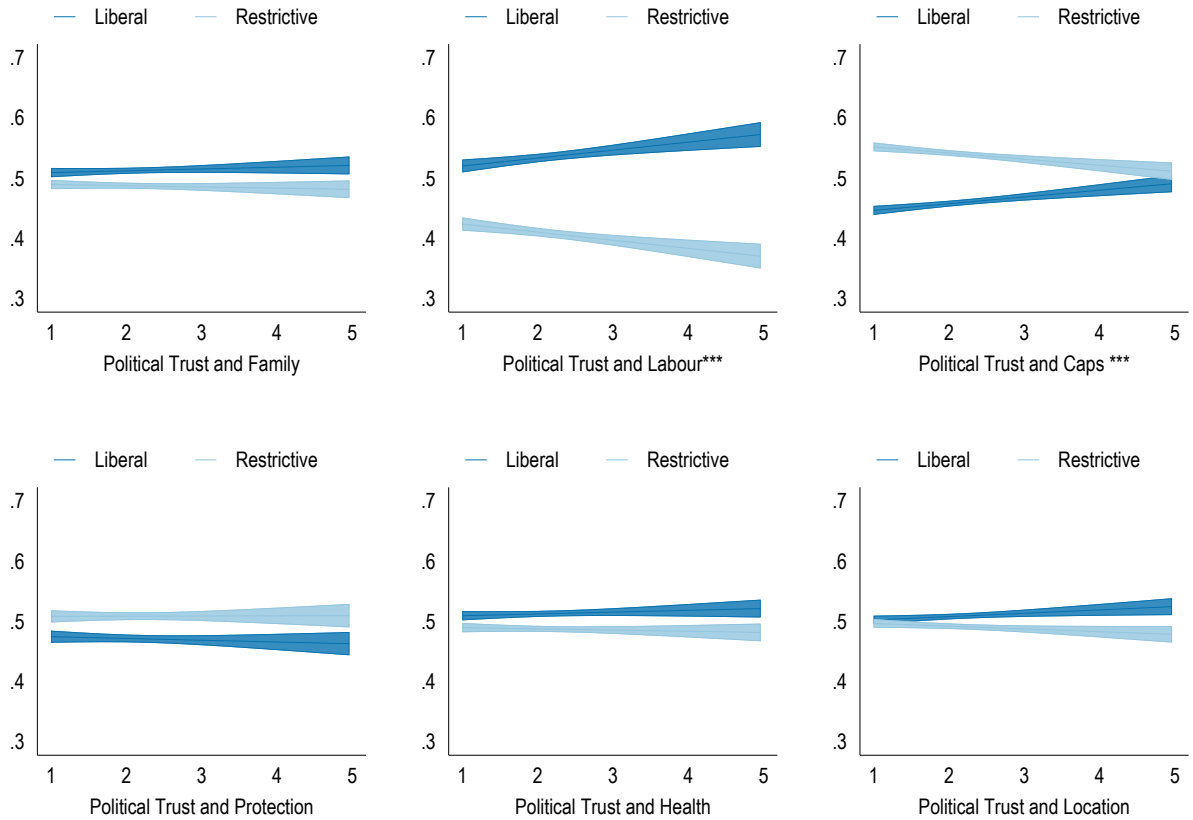 Liberal Restrictive Liberal Restrictive Liberal Restrictive
.7 .7 .7
.6 .6 .6
.5 .5 .5
.4 .4 .4
.3 .3 .3
1 2 3 4 5 1 2 3 4 5 1 2 3 4 5
Political Trust and Family Political Trust and Labour*** Political Trust and Caps ***
Liberal Restrictive Liberal Restrictive Liberal Restrictive
.7 .7 .7
.6 .6 .6
.5 .5 .5
.4 .4 .4
.3 .3 .3
1 2 3 4 5 1 2 3 4 5 1 2 3 4 5
Political Trust and Protection Political Trust and Health Political Trust and Location